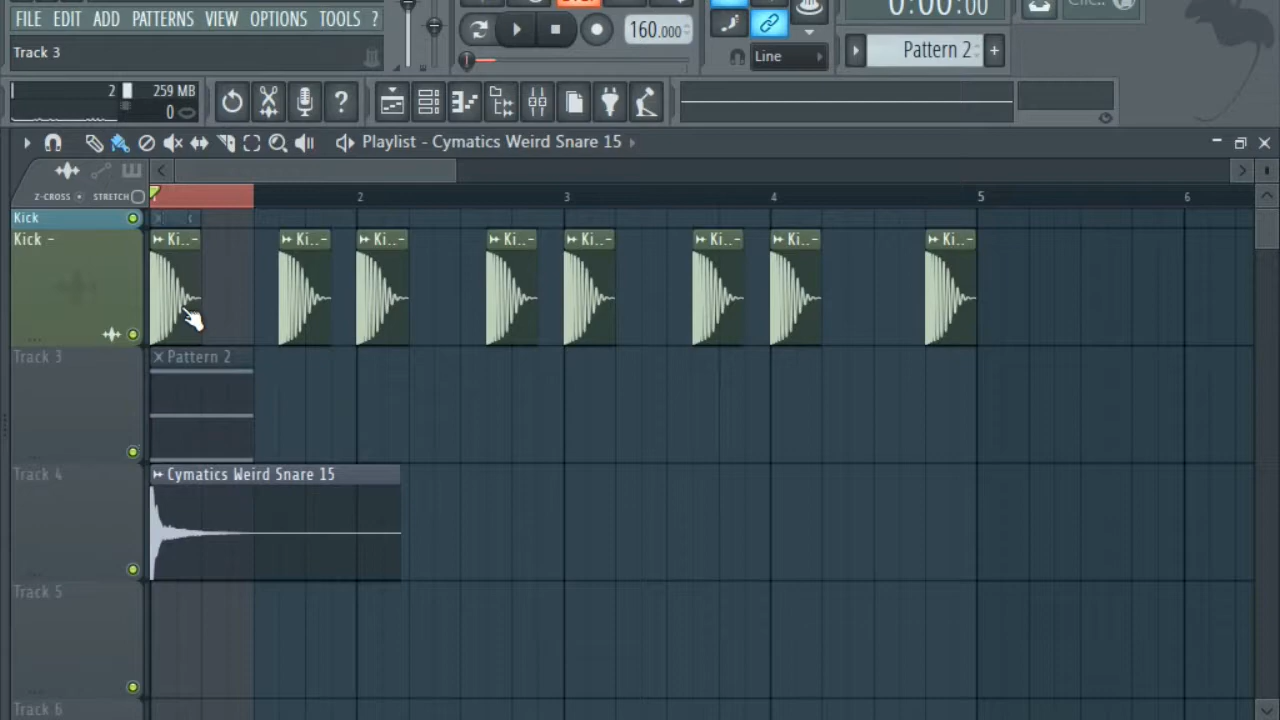 FILE EDIT ADD PATTERNS VIEW OPTIONS TOOLS ?
0:00:00
160.000
Track 3
Line
Pattern 2
+
2
259 MB
0
?
Playlist - Cymatics Weird Snare 15
Z-CROSS
STRETCH
1 2 3 4 5 6
Kick
Kick -
Ki..-
Ki..-
Ki..-
Ki..-
Ki..-
Ki..-
Ki..-
Ki..-
Track 3
Pattern 2
Track 4
Cymatics Weird Snare 15
Track 5
Track 6